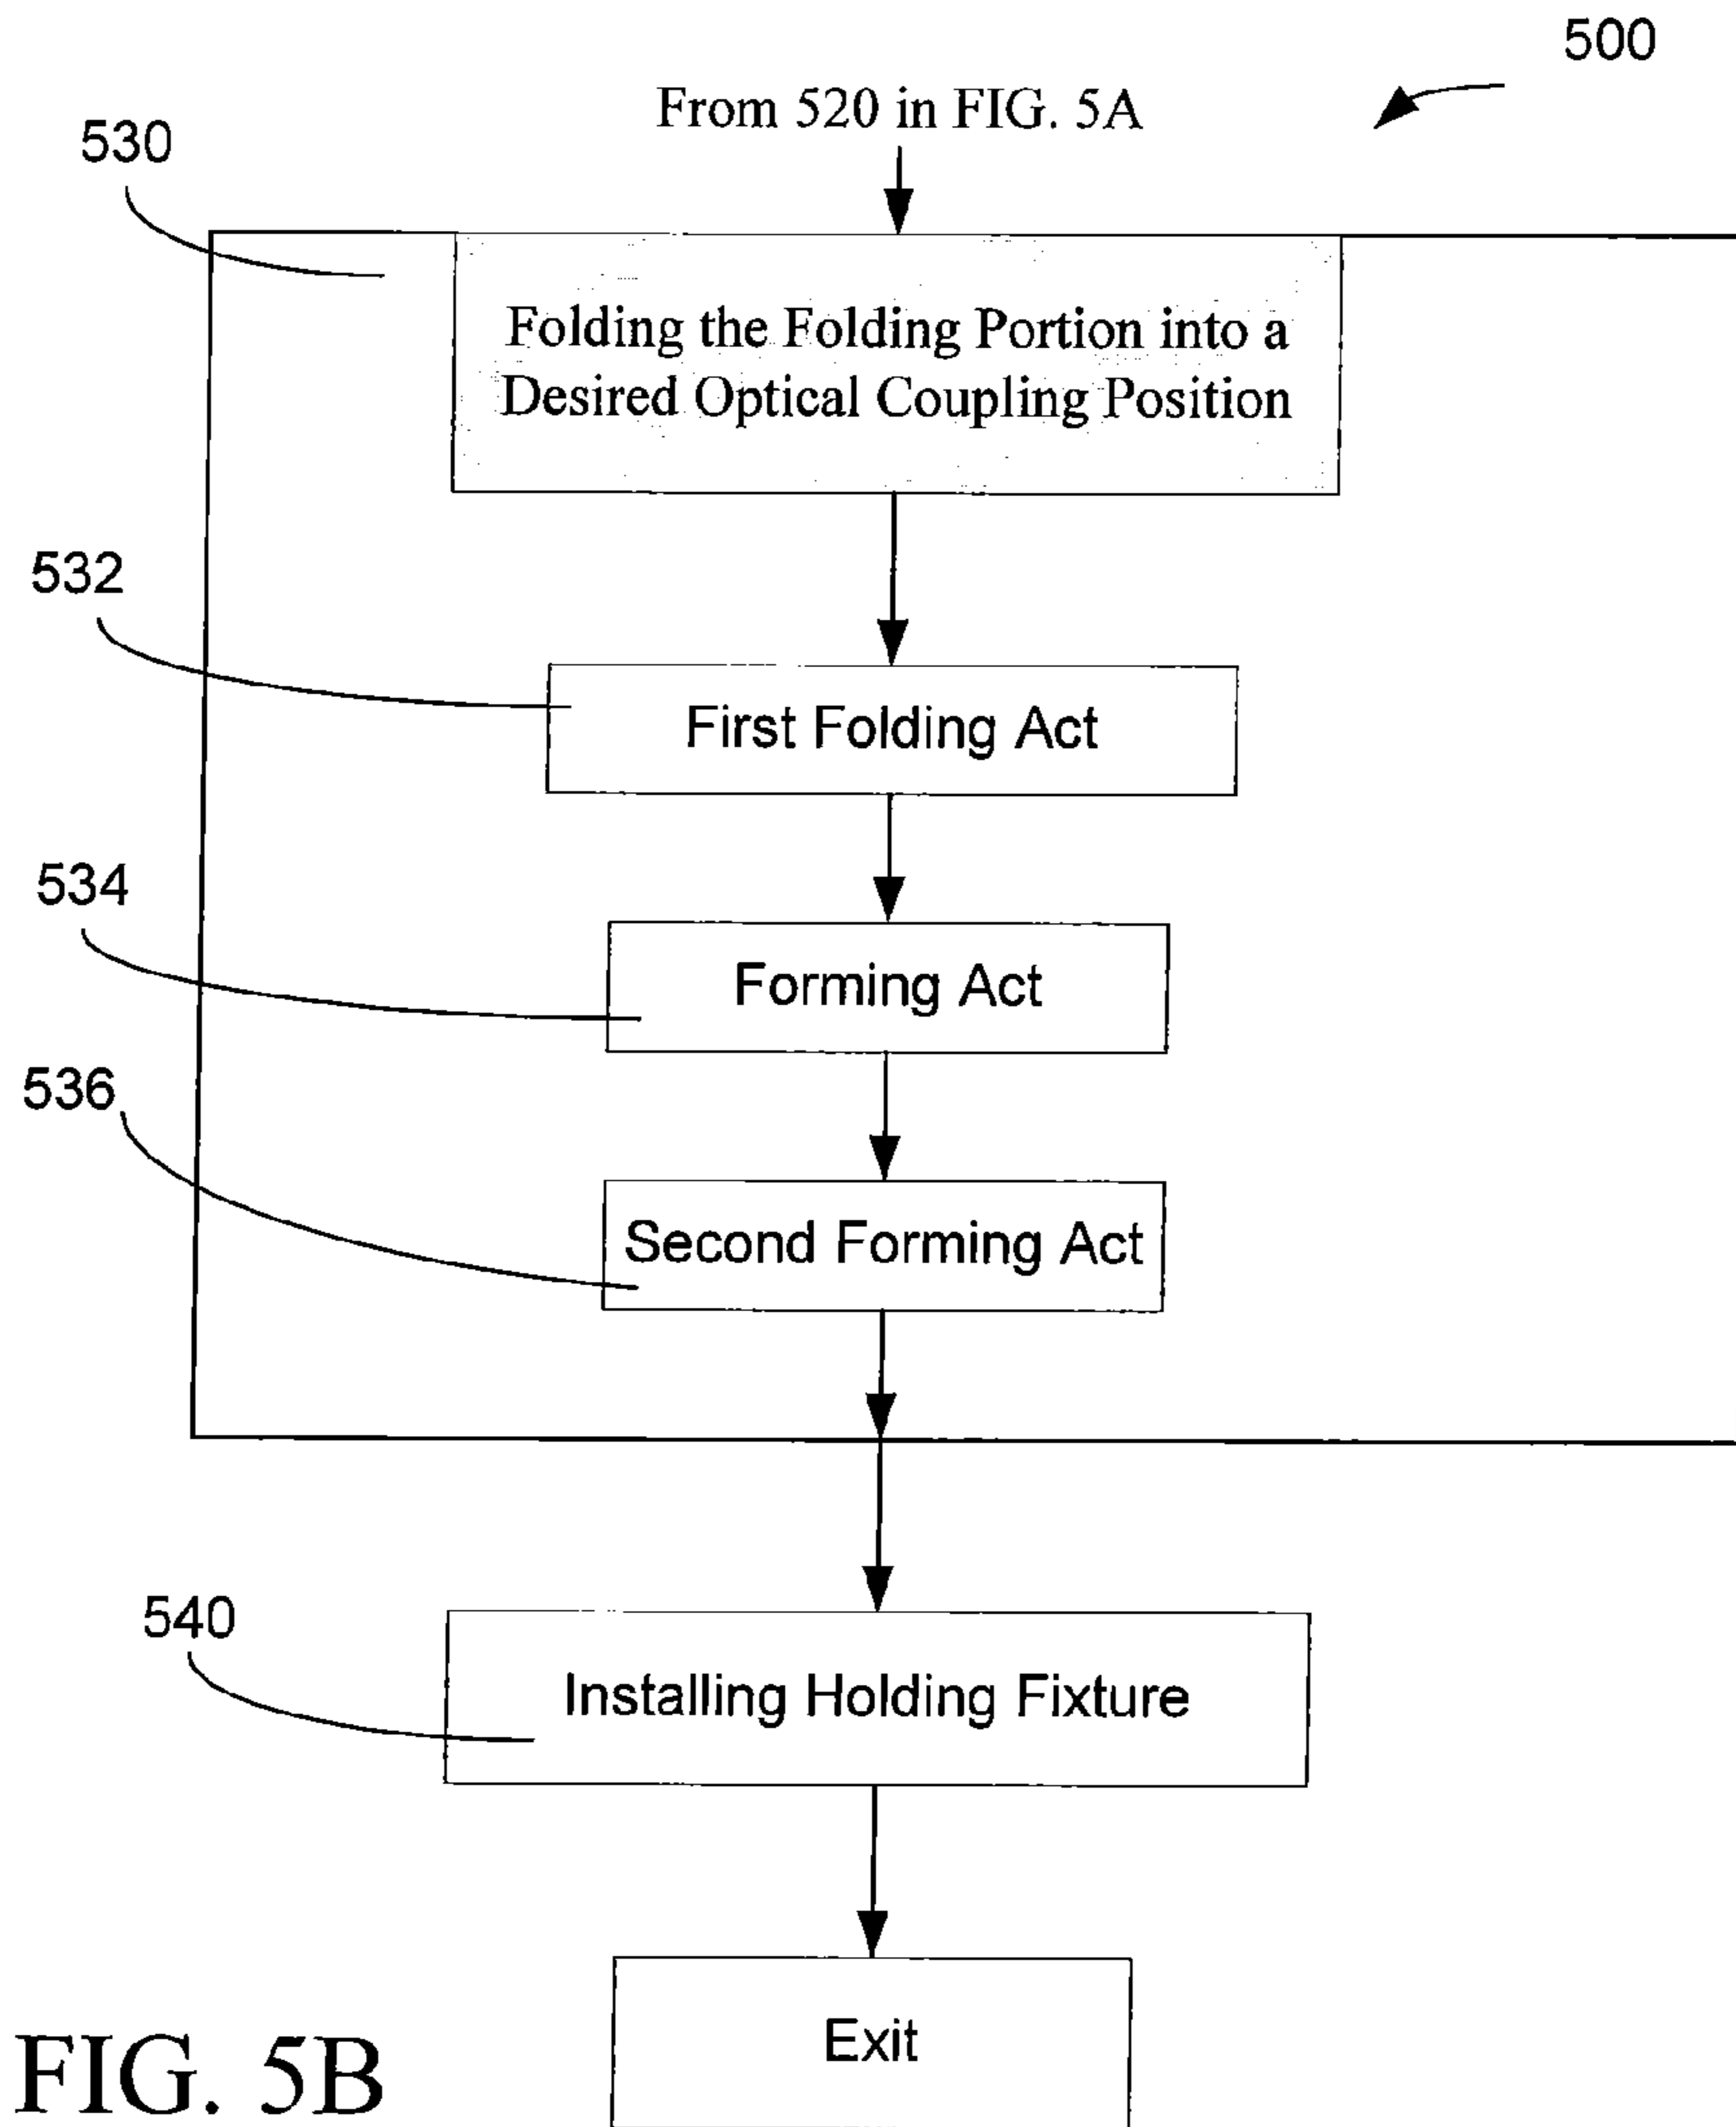 500
From 520 in FIG. 5A
530
Folding the Folding Portion into a
Desired Optical Coupling Position
532
First Folding Act
534
Forming Act
536
Second Forming Act
540
Installing Holding Fixture
Exit
FIG. 5B